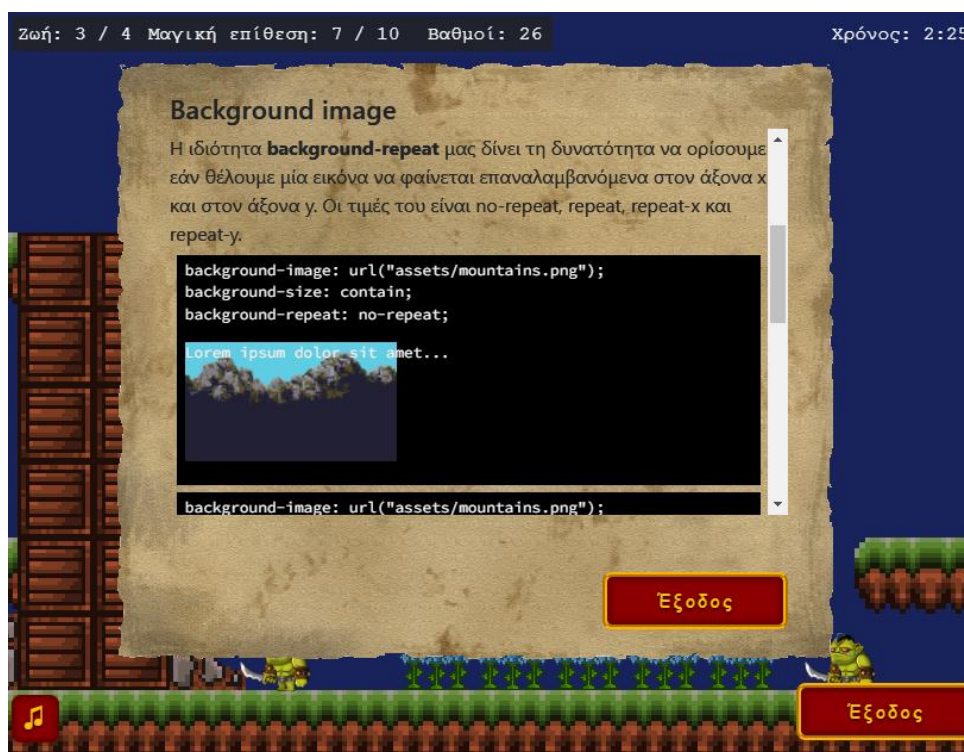 Ζωή: 3 / 4 Μαγική επίθεση: 7 / 10 Βαθμοί: 26
Χρόνος: 2:25
Background image
Η ιδιότητα background-repeat μας δίνει τη δυνατότητα να ορίσουμε
εάν θέλουμε μία εικόνα να φαίνεται επαναλαμβανόμενα στον άξονα x
και στον άξονα y. Οι τιμές του είναι no-repeat, repeat, repeat-x και
repeat-y.
background-image: url("assets/mountains.png");
background-size: contain;
background-repeat: no-repeat;
Lorem ipsum dolor sit amet...
background-image: url("assets/mountains.png");
Έξοδος
Έξοδος